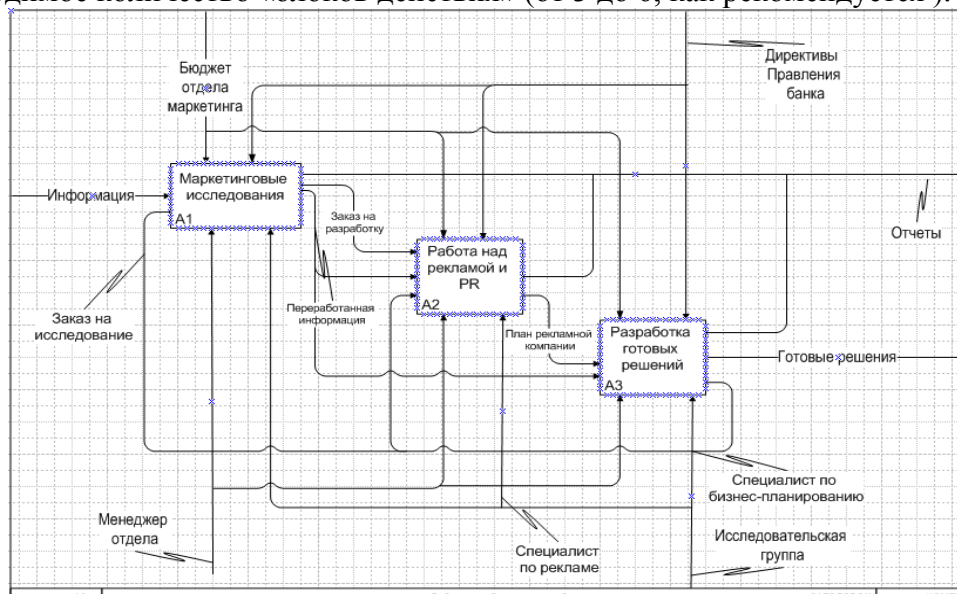 димое количество «блоков действия» (от 3 до 6, как рекомендуется ).
Бюджет
отдела
маркетинга
Директивы
Правления
банка
Информация
Маркетинговые
исследования
A1
Заказ на
разработку
Отчеты
Работа над
рекламой и
PR
A2
Переработанная
информация
Заказ на
исследование
План рекламной
компании
Разработка
готовых
решений
A3
Готовые решения
Специалист по
бизнес-планированию
Менеджер
отдела
Специалист
по рекламе
Исследовательская
группа